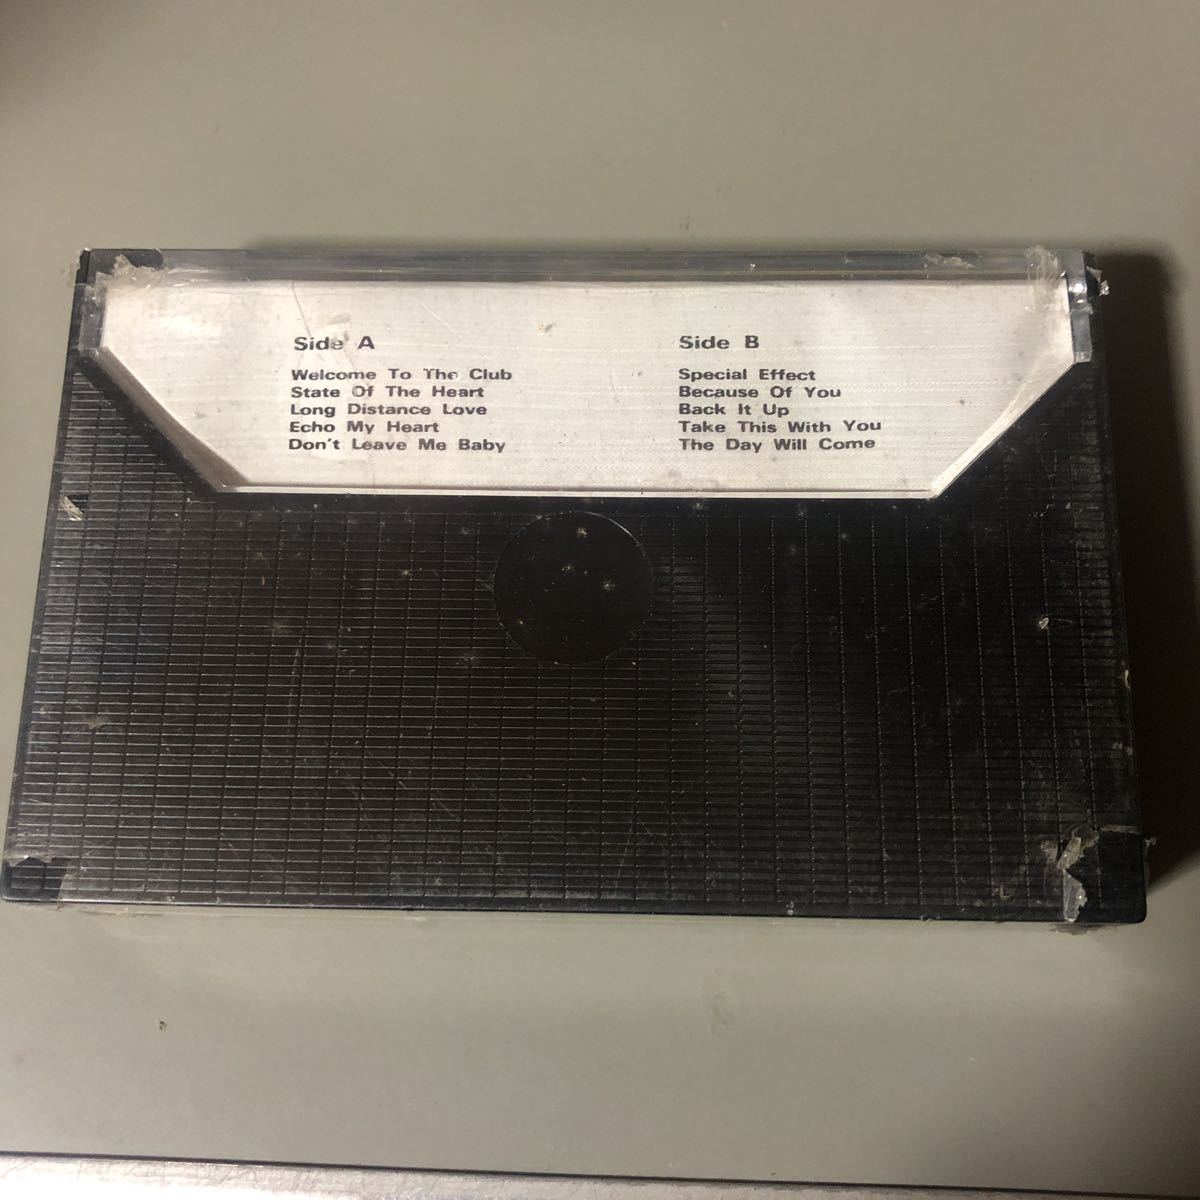 Side A
Welcome To The Club
State Of The Heart
Long Distance Love
Echo My Heart
Don't Leave Me Baby
Side B
Special Effect
Because Of You
Back It Up
Take This With You
The Day Will Come